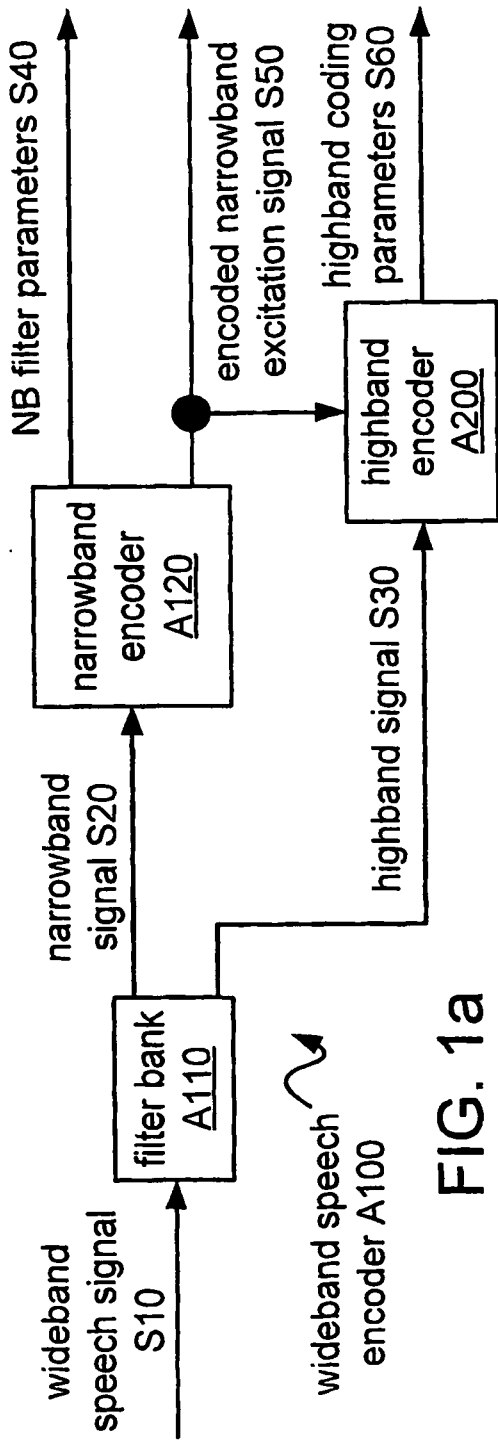 wideband
speech signal
S10
filter bank
A110
narrowband
signal S20
narrowband
encoder
A120
NB filter parameters S40
encoded narrowband
excitation signal S50
highband signal S30
highband
encoder
A200
highband coding
parameters S60
wideband speech
encoder A100
FIG. 1a